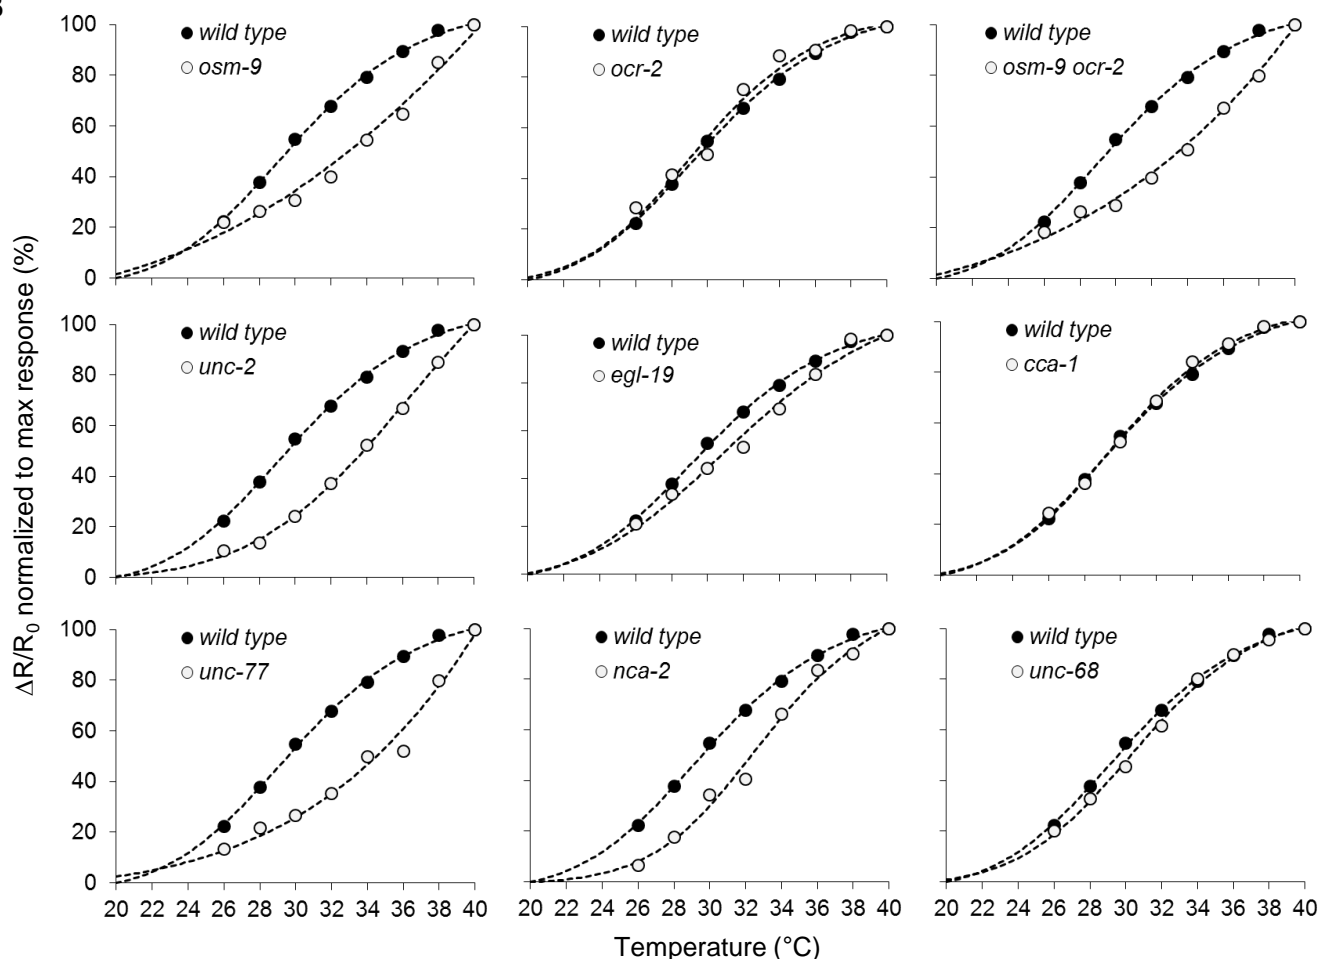 100
80
60
40
20
0
wild type
osm-9
wild type
ocr-2
wild type
osm-9 ocr-2
100
80
60
40
20
0
wild type
unc-2
wild type
egl-19
wild type
cca-1
100
80
60
40
20
0
wild type
unc-77
wild type
nca-2
wild type
unc-68
20 22 24 26 28 30 32 34 36 38 40
20 22 24 26 28 30 32 34 36 38 40
20 22 24 26 28 30 32 34 36 38 40
ΔR/R₀ normalized to max response (%)
Temperature (°C)